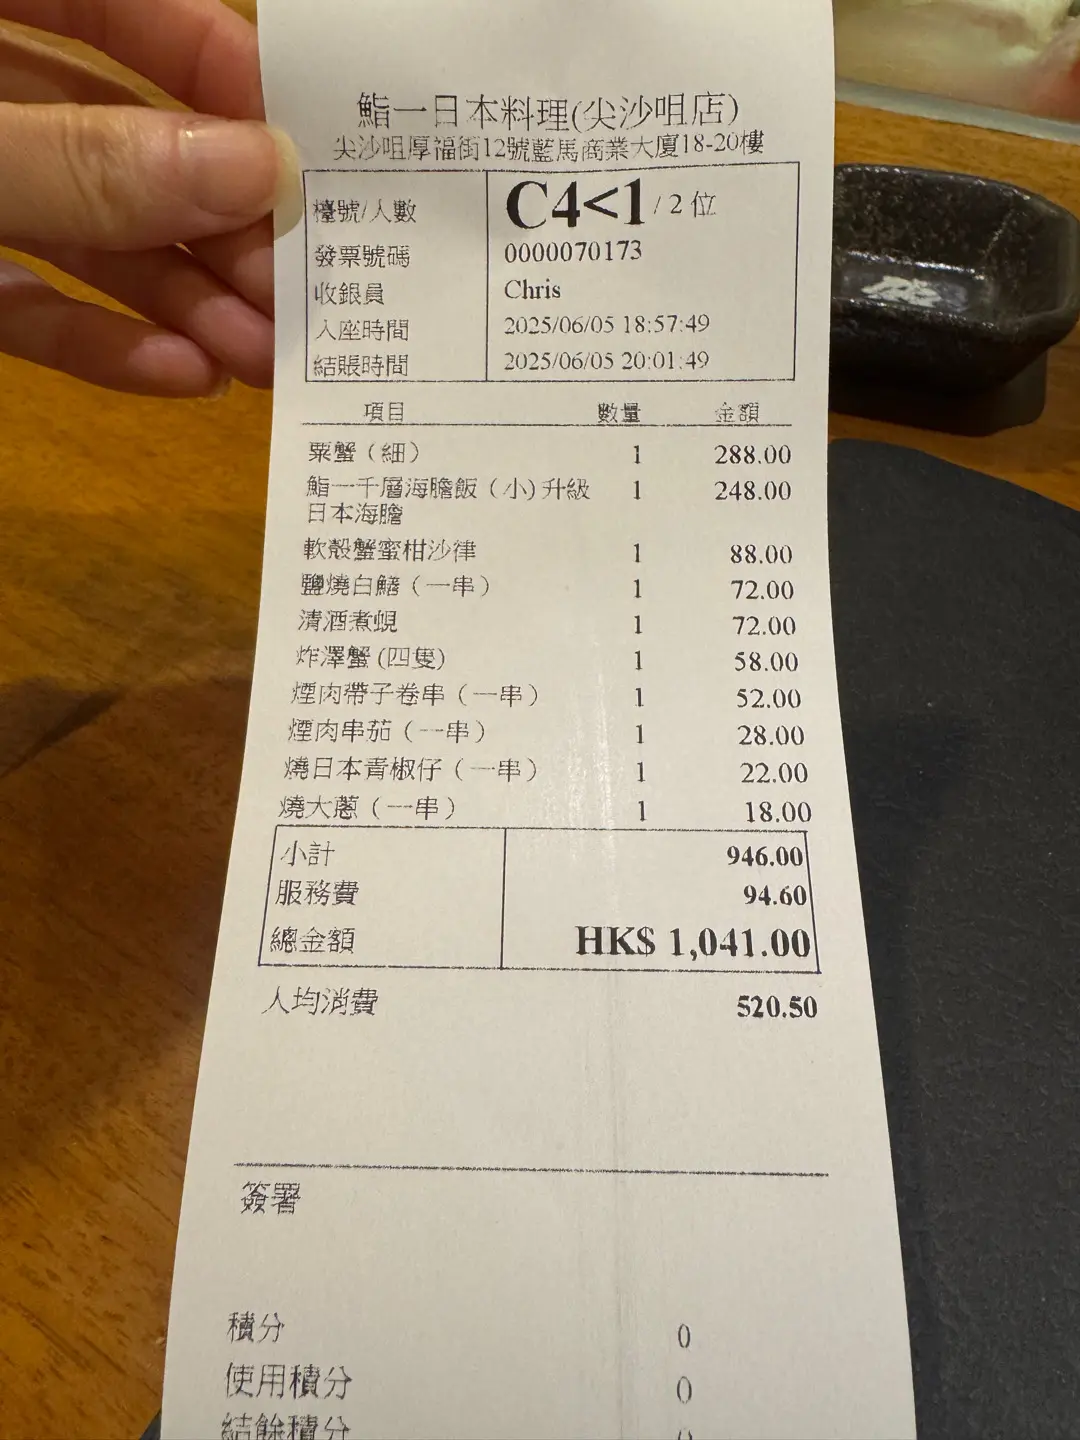 鮨一日本料理(尖沙咀店)
尖沙咀厚福街12號藍馬商業大廈18-20樓
檯號/人數 C4<1 / 2 位
發票號碼 0000070173
收銀員 Chris
入座時間 2025/06/05 18:57:49
結賬時間 2025/06/05 20:01:49
項目 數量 金額
粟蟹（細） 1 288.00
鮨一千層海膽飯（小)升級 1 248.00
日本海膽
軟殼蟹蜜柑沙律 1 88.00
鹽燒白鱔（一串） 1 72.00
清酒煮蜆 1 72.00
炸澤蟹(四隻) 1 58.00
煙肉帶子卷串（一串） 1 52.00
煙肉串茄（一串） 1 28.00
燒日本青椒仔（一串） 1 22.00
燒大蔥（一串） 1 18.00
小計 946.00
服務費 94.60
總金額 HK$ 1,041.00
人均消費 520.50
簽署
積分 0
使用積分 0
結餘積分 0